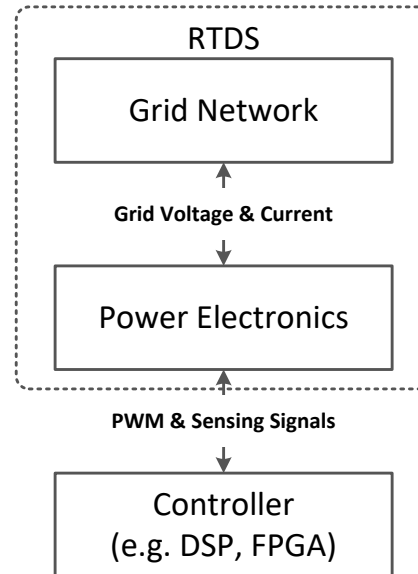 RTDS
Grid Network
Grid Voltage & Current
Power Electronics
PWM & Sensing Signals
Controller
(e.g. DSP, FPGA)